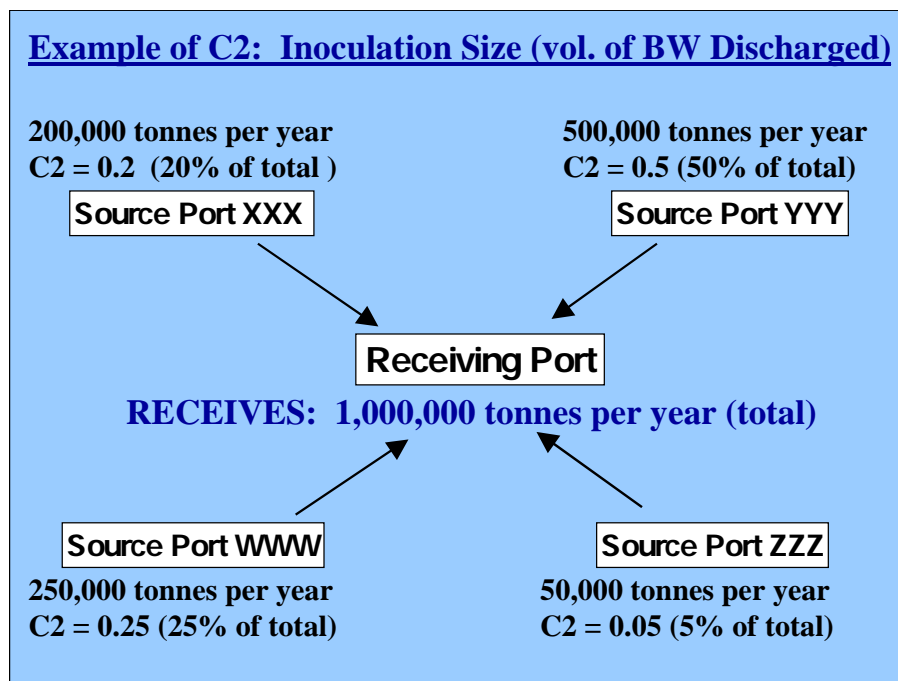 Example of C2: Inoculation Size (vol. of BW Discharged)
200,000 tonnes per year
C2 = 0.2 (20% of total )
Source Port XXX
500,000 tonnes per year
C2 = 0.5 (50% of total)
Source Port YYY
Receiving Port
RECEIVES: 1,000,000 tonnes per year (total)
Source Port WWW
250,000 tonnes per year
C2 = 0.25 (25% of total)
Source Port ZZZ
50,000 tonnes per year
C2 = 0.05 (5% of total)